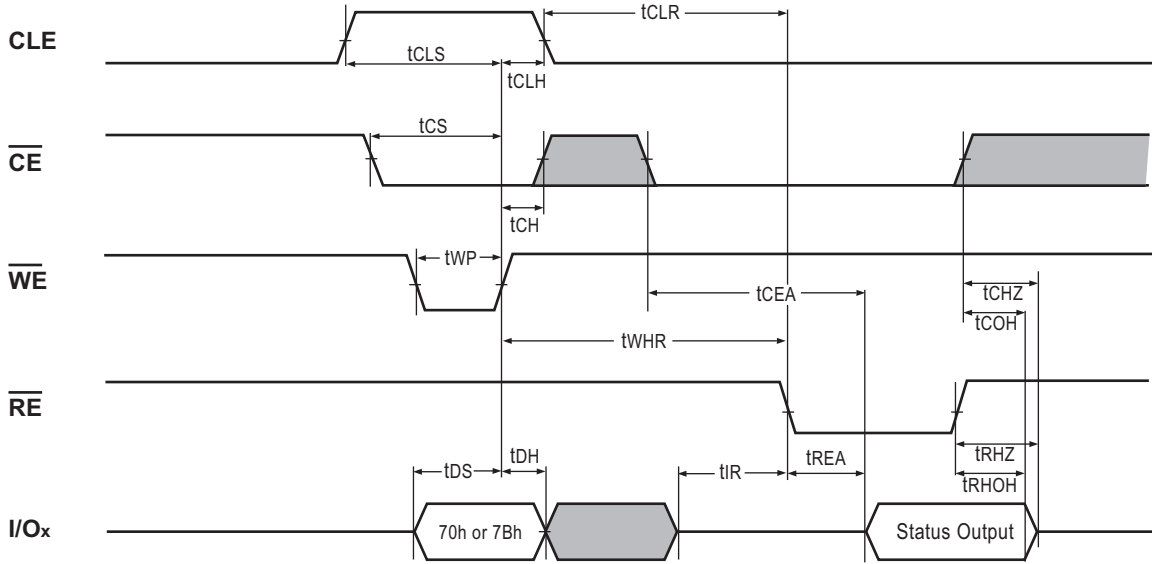 tCLR
CLE
tCLS
tCLH
tCS
CE
tCH
tWP
WE
tCEA
tCHZ
tCOH
tWHR
RE
tDH
tDS
tIR
tREA
tRHZ
tRHOH
I/Ox
70h or 7Bh
Status Output